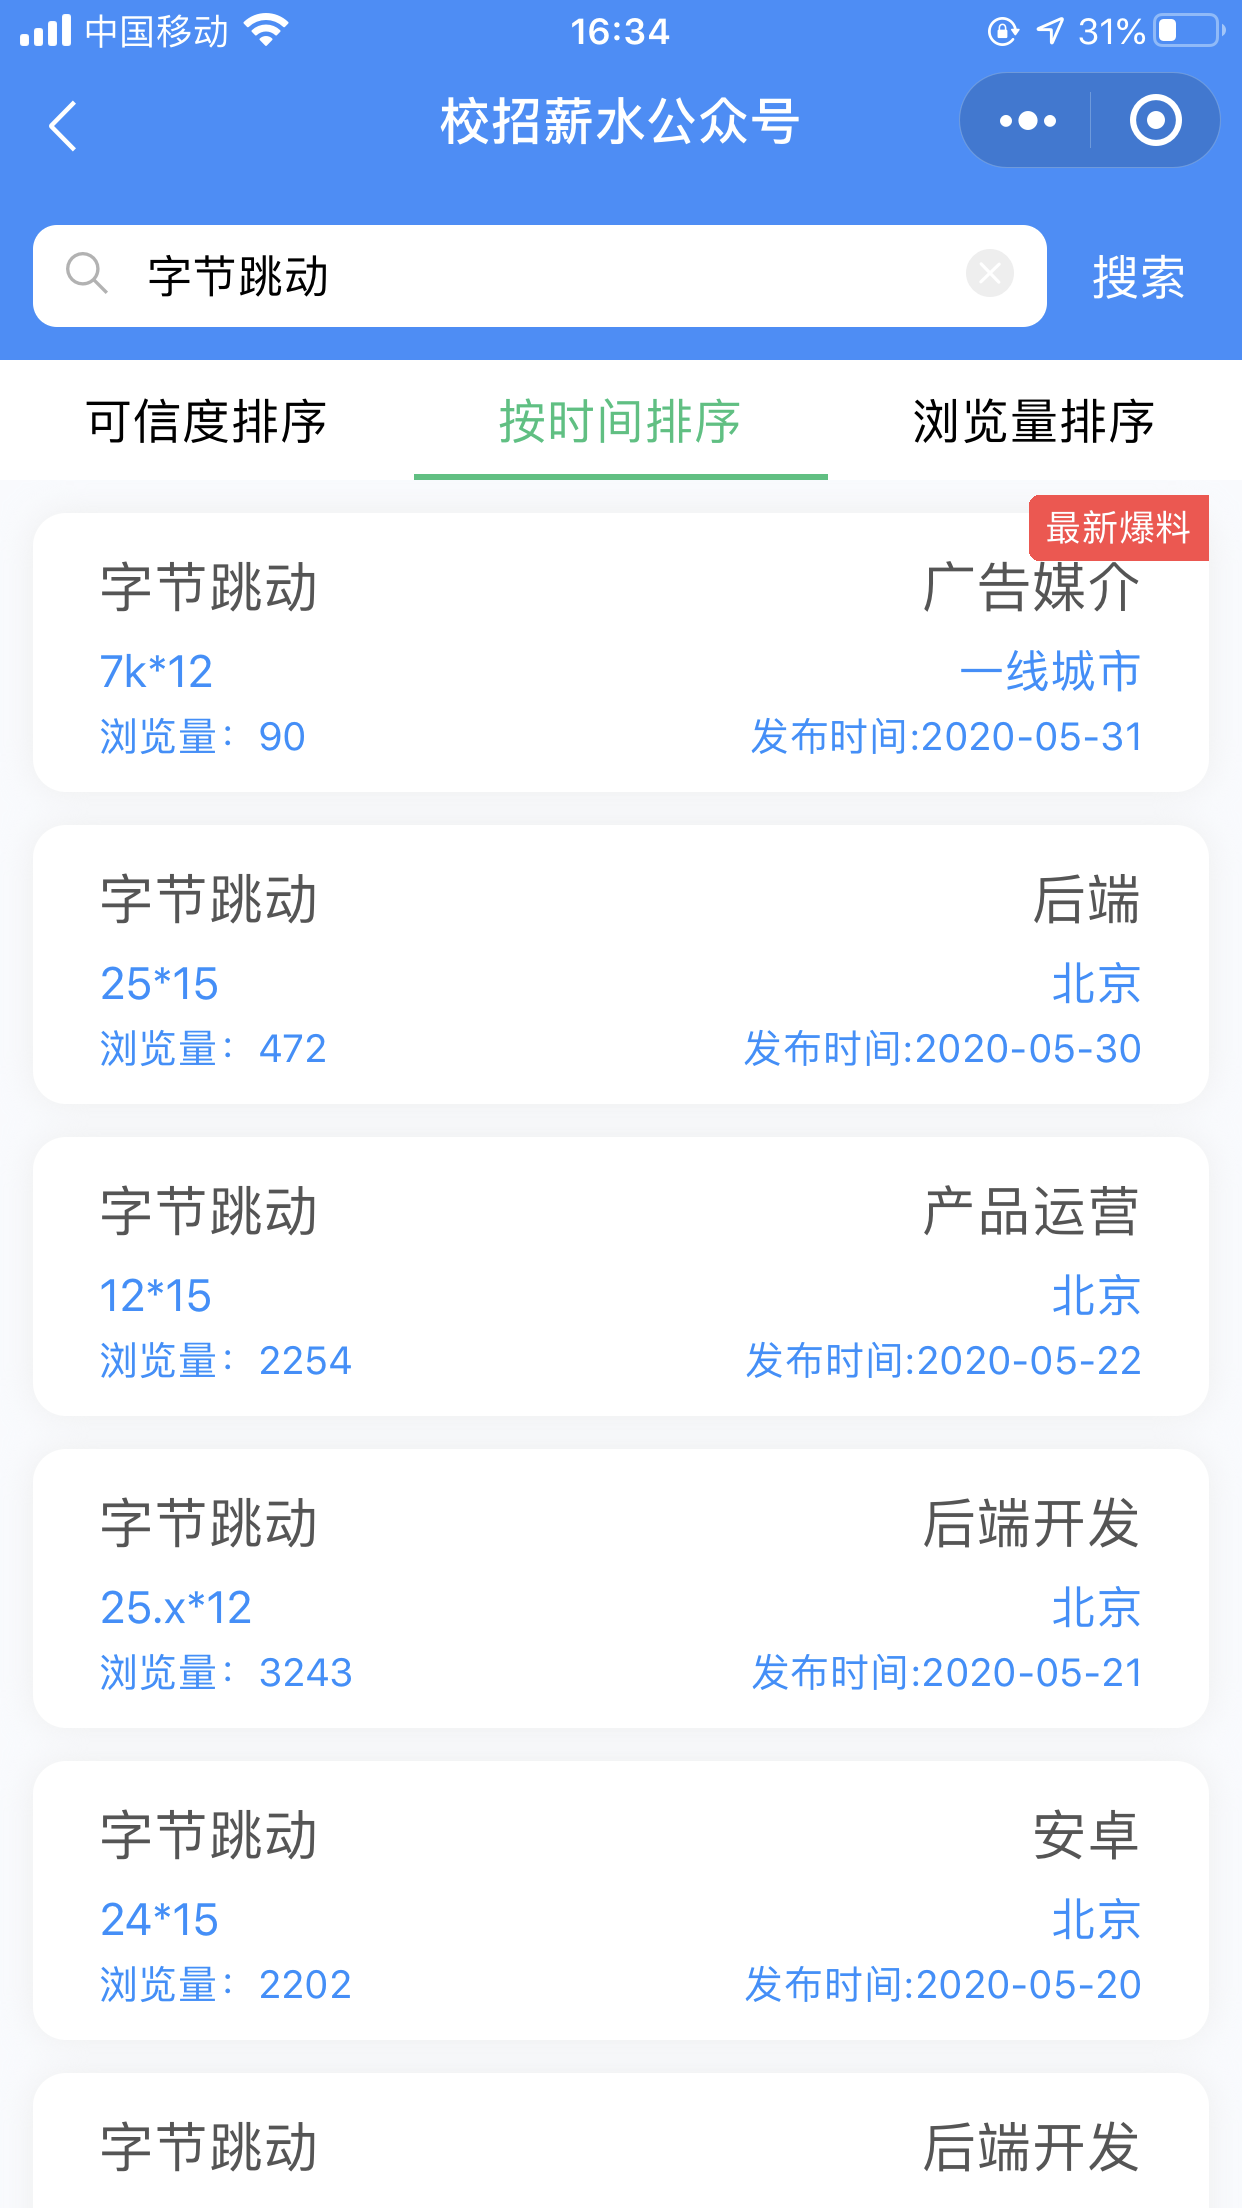 中国移动 16:34 31%
校招薪水公众号
字节跳动 搜索
可信度排序 按时间排序 浏览量排序
最新爆料
字节跳动 广告媒介
7k*12 一线城市
浏览量：90 发布时间:2020-05-31
字节跳动 后端
25*15 北京
浏览量：472 发布时间:2020-05-30
字节跳动 产品运营
12*15 北京
浏览量：2254 发布时间:2020-05-22
字节跳动 后端开发
25.x*12 北京
浏览量：3243 发布时间:2020-05-21
字节跳动 安卓
24*15 北京
浏览量：2202 发布时间:2020-05-20
字节跳动 后端开发